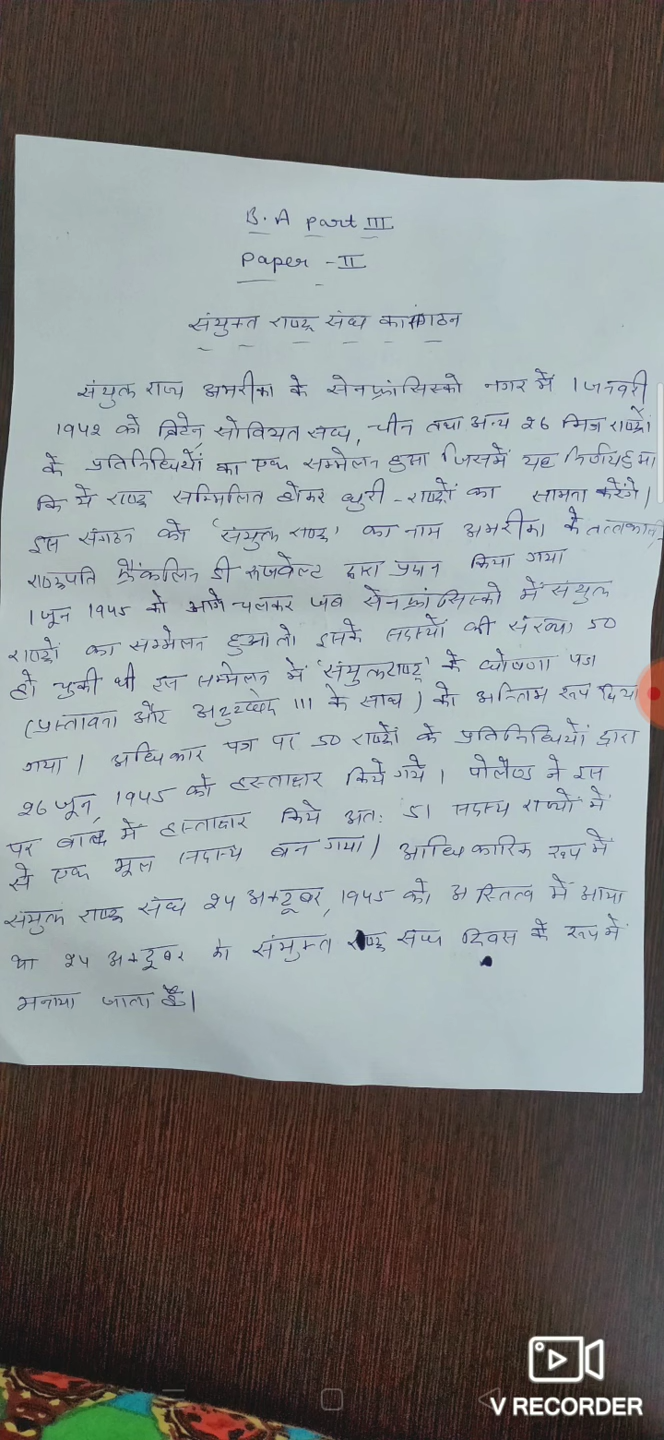 B.A part III
Paper - II
संयुक्त राष्ट्र संघ का संगठन
संयुक्त राज्य अमरीका के सेनफ्रांसिस्को नगर में 1 जनवरी
1942 को ब्रिटेन, सोवियत संघ, चीन तथा अन्य 26 मित्र राष्ट्रों
के प्रतिनिधियों का एक सम्मेलन हुआ जिसमें यह निर्णय हुआ
कि ये राष्ट्र सम्मिलित होकर धुरी-राष्ट्रों का सामना करेंगे।
इस संगठन को 'संयुक्त राष्ट्र' का नाम अमरीका के तत्कालीन
राष्ट्रपति फ्रैंकलिन डी रूजवेल्ट द्वारा प्रदान किया गया
1 जून 1945 को आगे चलकर जब सेनफ्रांसिस्को में संयुक्त
राष्ट्रों का सम्मेलन हुआ तो इसके सदस्यों की संख्या 50
हो चुकी थी इस सम्मेलन में 'संयुक्त राष्ट्र' के घोषणा पत्र
(प्रस्तावना और अनुच्छेद 111 के साथ) को अन्तिम रूप दिया
गया। अधिकार पत्र पर 50 राष्ट्रों के प्रतिनिधियों द्वारा
26 जून, 1945 को हस्ताक्षर किये गये। पोलैण्ड ने इस
पर बाद में हस्ताक्षर किये अतः 51 सदस्य राज्यों में
से एक मूल सदस्य बन गया। आधिकारिक रूप में
संयुक्त राष्ट्र संघ 24 अक्टूबर, 1945 को अस्तित्व में आया
था 24 अक्टूबर को संयुक्त राष्ट्र संघ दिवस के रूप में
मनाया जाता है।
V RECORDER